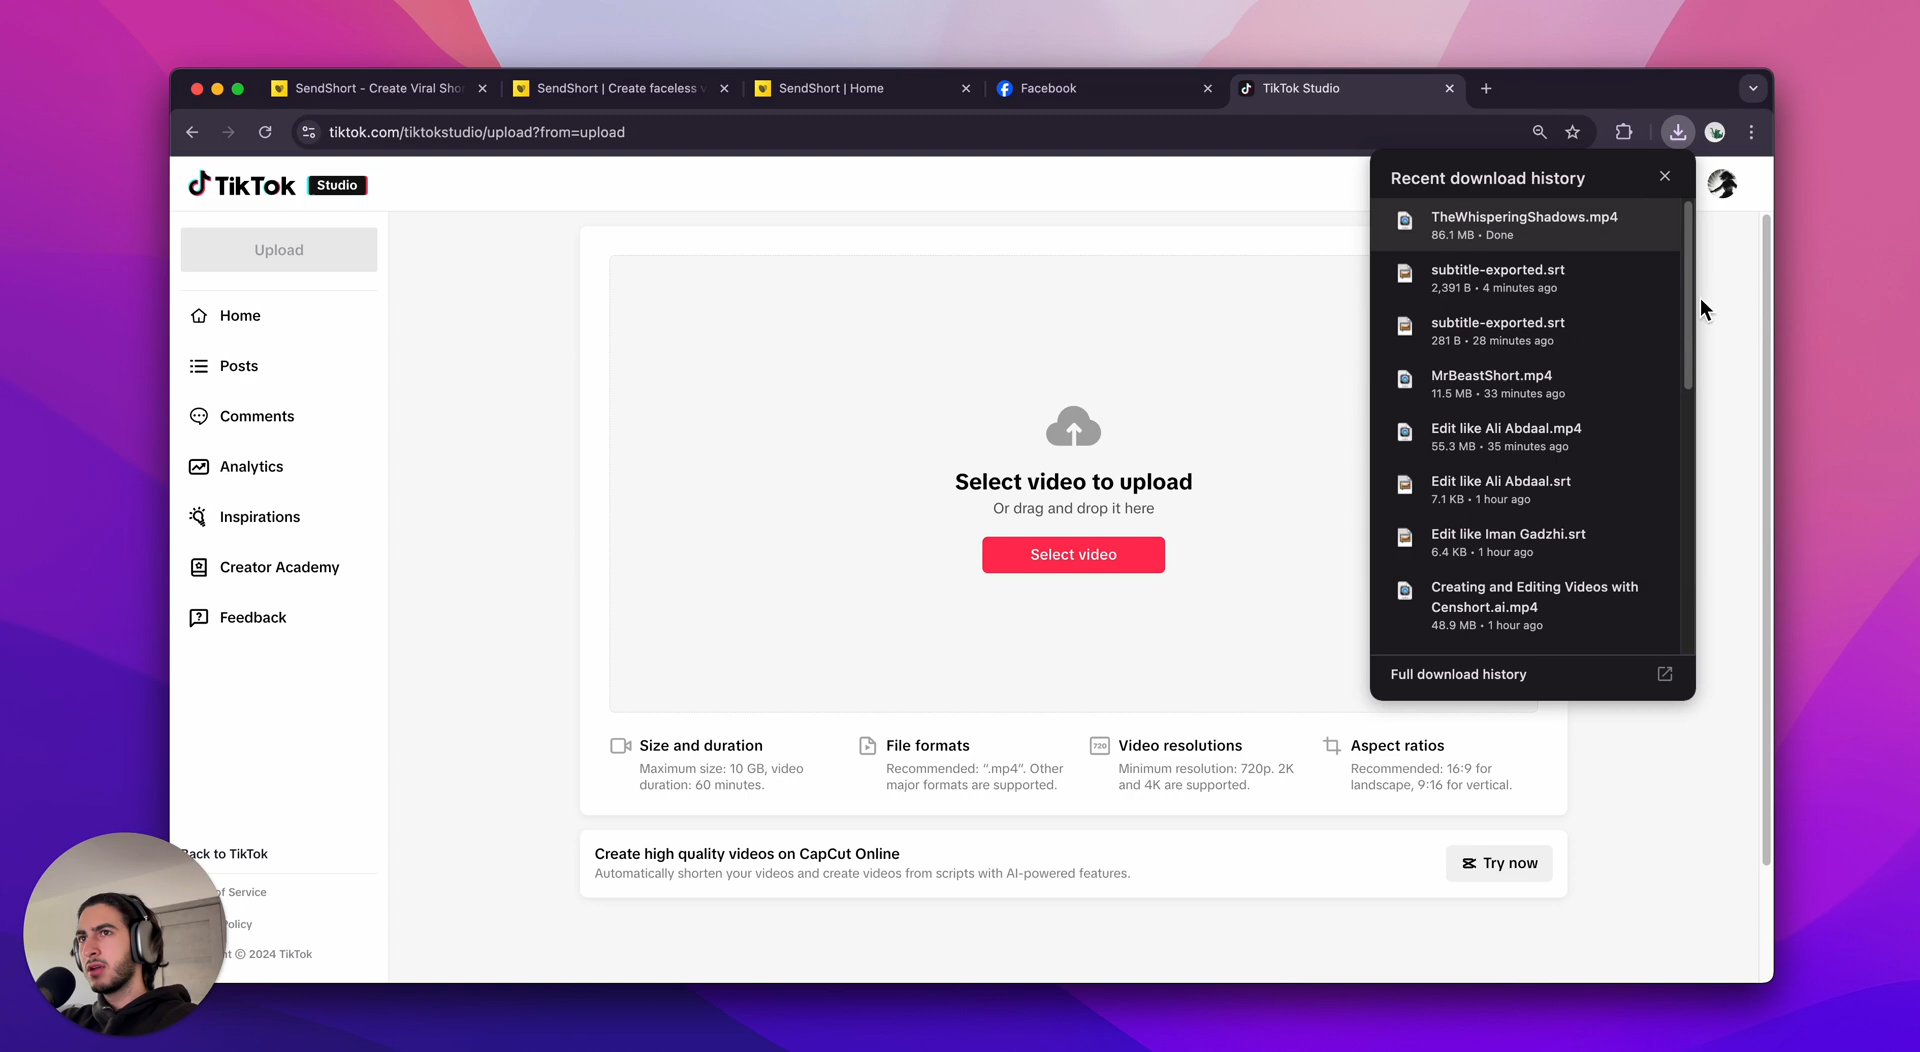 SendShort - Create Viral Sho
SendShort | Create faceless v
SendShort | Home
Facebook
TikTok Studio
tiktok.com/tiktokstudio/upload?from=upload
TikTok Studio
Upload
Home
Posts
Comments
Analytics
Inspirations
Creator Academy
Feedback
Back to TikTok
of Service
Policy
nt © 2024 TikTok
Select video to upload
Or drag and drop it here
Select video
Size and duration
Maximum size: 10 GB, video
duration: 60 minutes.
File formats
Recommended: “.mp4”. Other
major formats are supported.
720
Video resolutions
Minimum resolution: 720p. 2K
and 4K are supported.
Aspect ratios
Recommended: 16:9 for
landscape, 9:16 for vertical.
Create high quality videos on CapCut Online
Automatically shorten your videos and create videos from scripts with AI-powered features.
Try now
Recent download history
TheWhisperingShadows.mp4
86.1 MB • Done
subtitle-exported.srt
2,391 B • 4 minutes ago
subtitle-exported.srt
281 B • 28 minutes ago
MrBeastShort.mp4
11.5 MB • 33 minutes ago
Edit like Ali Abdaal.mp4
55.3 MB • 35 minutes ago
Edit like Ali Abdaal.srt
7.1 KB • 1 hour ago
Edit like Iman Gadzhi.srt
6.4 KB • 1 hour ago
Creating and Editing Videos with
Censhort.ai.mp4
48.9 MB • 1 hour ago
Full download history